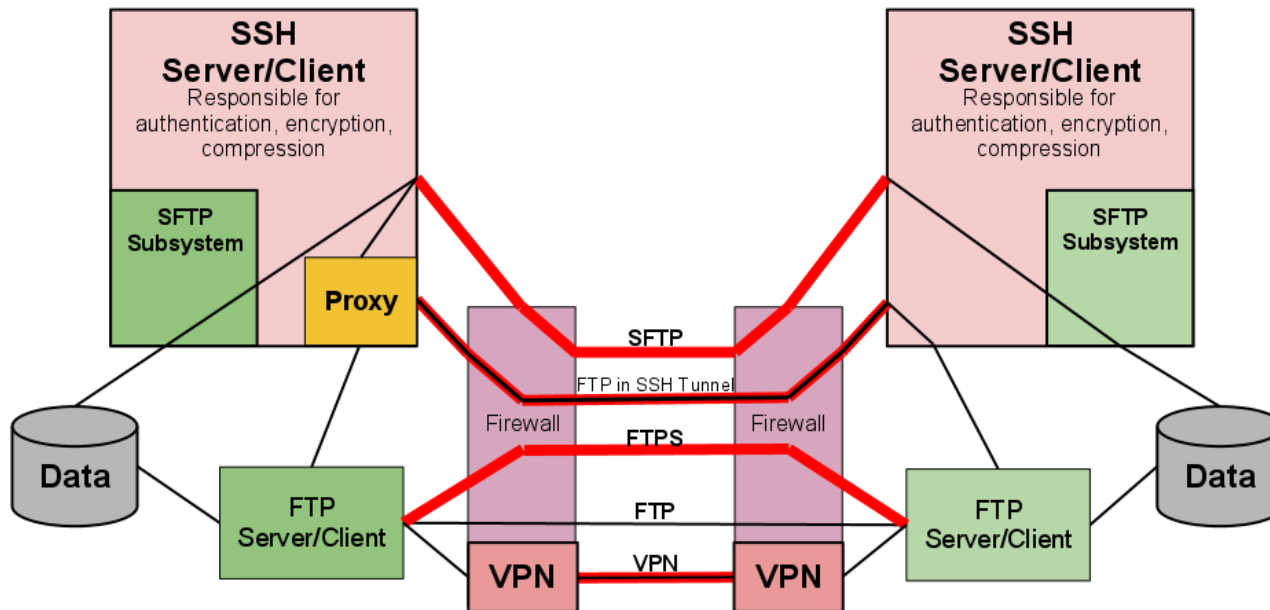 SSH
Server/Client
Responsible for
authentication, encryption,
compression
SFTP
Subsystem
Proxy
SSH
Server/Client
Responsible for
authentication, encryption,
compression
SFTP
Subsystem
SFTP
FTP in SSH Tunnel
Firewall
Firewall
FTPS
Data
Data
FTP
Server/Client
FTP
FTP
Server/Client
VPN
VPN
VPN